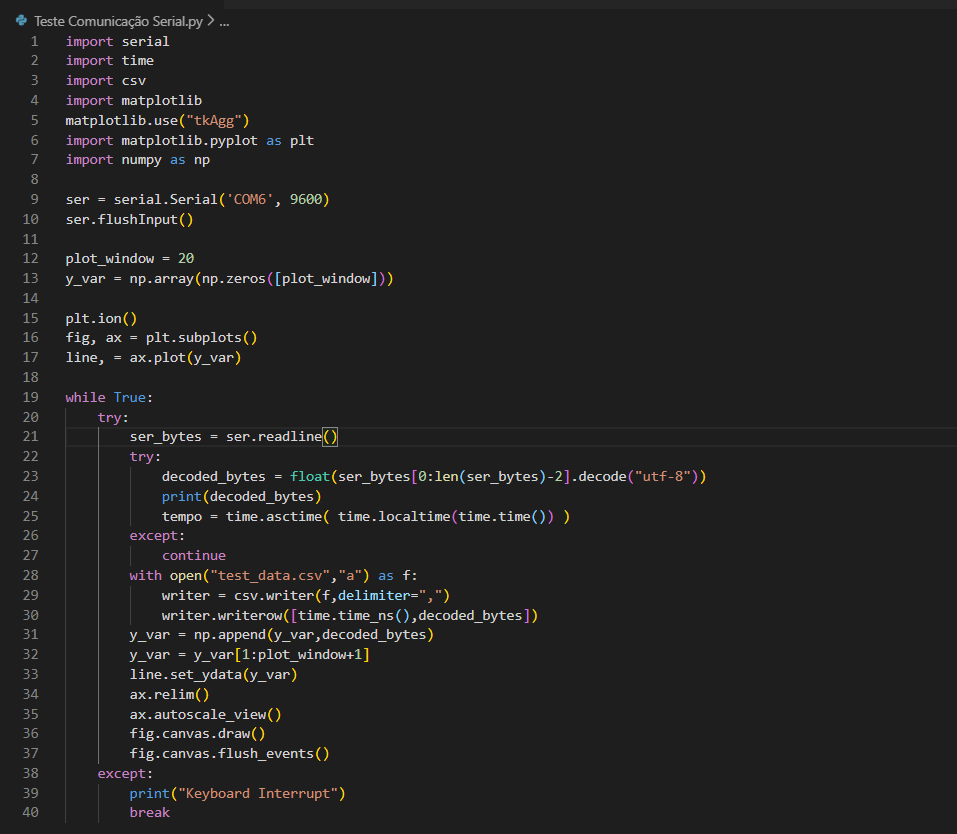 Teste Comunicação Serial.py > ...
1 import serial
2 import time
3 import csv
4 import matplotlib
5 matplotlib.use("tkAgg")
6 import matplotlib.pyplot as plt
7 import numpy as np
8
9 ser = serial.Serial('COM6', 9600)
10 ser.flushInput()
11
12 plot_window = 20
13 y_var = np.array(np.zeros([plot_window]))
14
15 plt.ion()
16 fig, ax = plt.subplots()
17 line, = ax.plot(y_var)
18
19 while True:
20     try:
21         ser_bytes = ser.readline()
22         try:
23             decoded_bytes = float(ser_bytes[0:len(ser_bytes)-2].decode("utf-8"))
24             print(decoded_bytes)
25             tempo = time.asctime( time.localtime(time.time()) )
26         except:
27             continue
28         with open("test_data.csv","a") as f:
29             writer = csv.writer(f,delimiter=",")
30             writer.writerow([time.time_ns(),decoded_bytes])
31         y_var = np.append(y_var,decoded_bytes)
32         y_var = y_var[1:plot_window+1]
33         line.set_ydata(y_var)
34         ax.relim()
35         ax.autoscale_view()
36         fig.canvas.draw()
37         fig.canvas.flush_events()
38     except:
39         print("Keyboard Interrupt")
40         break